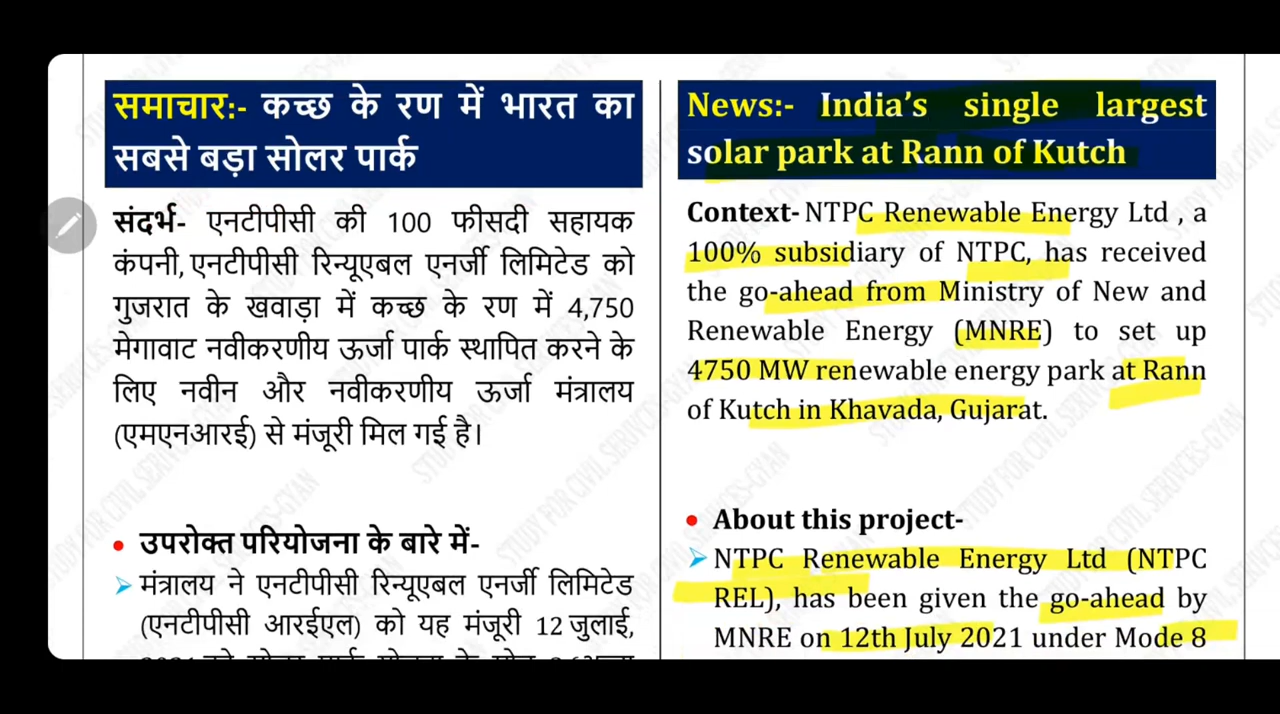 समाचार:- कच्छ के रण में भारत का
सबसे बड़ा सोलर पार्क
संदर्भ- एनटीपीसी की 100 फीसदी सहायक
कंपनी, एनटीपीसी रिन्यूएबल एनर्जी लिमिटेड को
गुजरात के खवाड़ा में कच्छ के रण में 4,750
मेगावाट नवीकरणीय ऊर्जा पार्क स्थापित करने के
लिए नवीन और नवीकरणीय ऊर्जा मंत्रालय
(एमएनआरई) से मंजूरी मिल गई है।
• उपरोक्त परियोजना के बारे में-
➢ मंत्रालय ने एनटीपीसी रिन्यूएबल एनर्जी लिमिटेड
(एनटीपीसी आरईएल) को यह मंजूरी 12 जुलाई,
News:- India's single largest
solar park at Rann of Kutch
Context- NTPC Renewable Energy Ltd , a
100% subsidiary of NTPC, has received
the go-ahead from Ministry of New and
Renewable Energy (MNRE) to set up
4750 MW renewable energy park at Rann
of Kutch in Khavada, Gujarat.
• About this project-
➢ NTPC Renewable Energy Ltd (NTPC
REL), has been given the go-ahead by
MNRE on 12th July 2021 under Mode 8
STUDY FOR CIVIL SERIVCES-GYAN